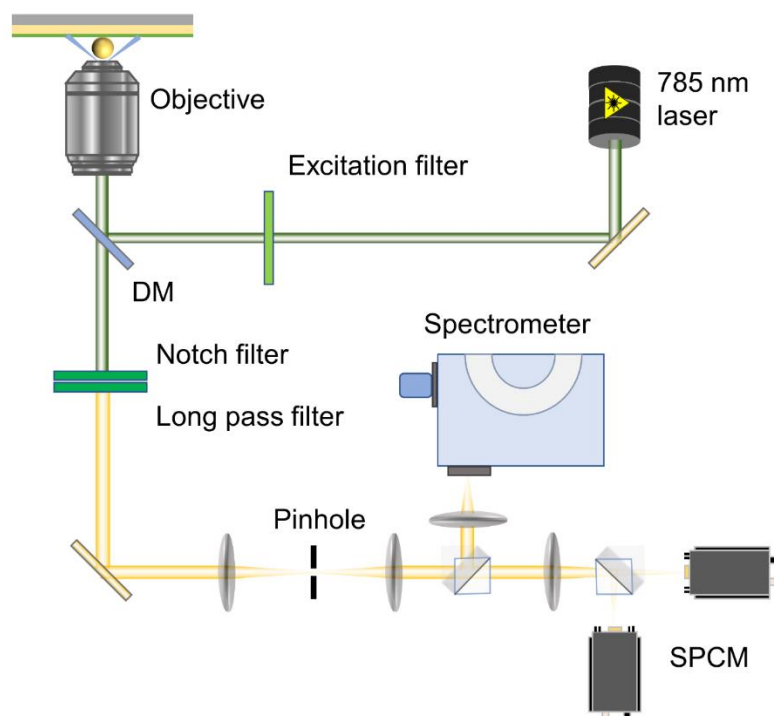 785 nm
laser
Objective
Excitation filter
DM
Spectrometer
Notch filter
Long pass filter
Pinhole
SPCM